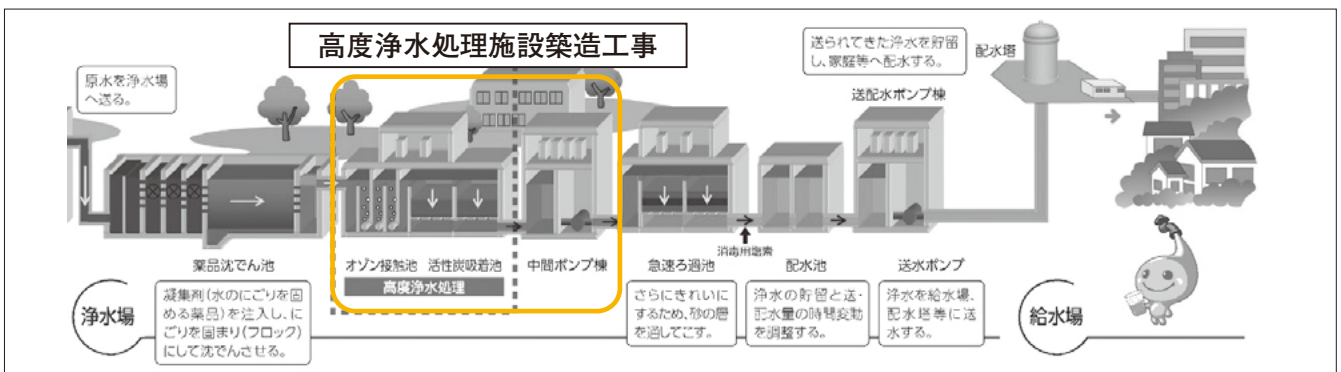 高度浄水処理施設築造工事
原水を浄水場
へ送る。
送られてきた浄水を貯留
し、家庭等へ配水する。
配水塔
送配水ポンプ棟
消毒用塩素
薬品沈でん池
オゾン接触池
活性炭吸着池
中間ポンプ棟
急速ろ過池
配水池
送水ポンプ
高度浄水処理
浄水場
凝集剤(水のにごりを固
める薬品)を注入し、に
ごりを固まり(フロック)
にして沈でんさせる。
さらにきれいに
するため、砂の層
を通してこす。
浄水の貯留と送・
配水量の時間変動
を調整する。
浄水を給水場、
配水塔等に送
水する。
給水場